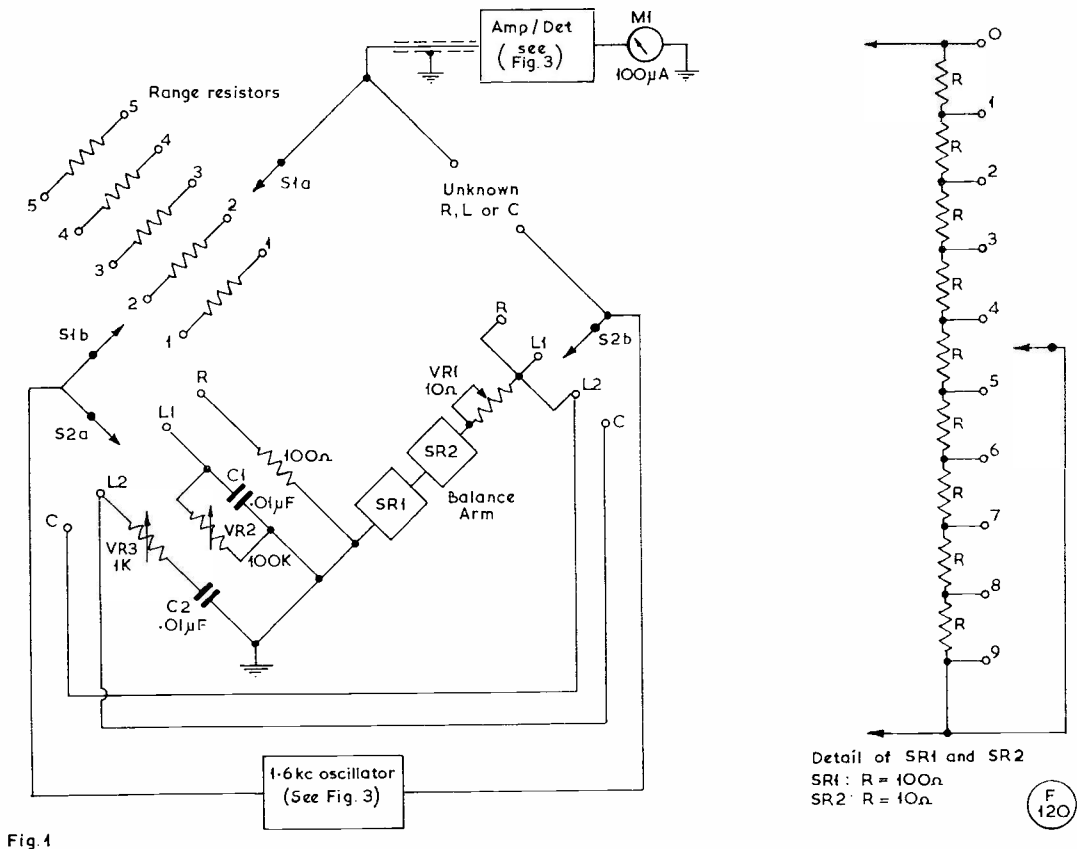 Amp/Det
(see
Fig.3)
M1
100μA
Range resistors
5
5
4
4
3
3
2
2
1
1
S1a
S1b
S2a
S2b
Unknown
R, L or C
R
L1
L2
C
VR1
10Ω
SR2
SR1
Balance
Arm
R
100Ω
L1
C1
.01μF
VR2
100K
L2
VR3
1K
C
C2
.01μF
1·6kc oscillator
(See Fig. 3)
Fig.1
0
R
1
R
2
R
3
R
4
R
5
R
6
R
7
R
8
R
9
Detail of SR1 and SR2
SR1: R = 100Ω
SR2: R = 10Ω
F
120